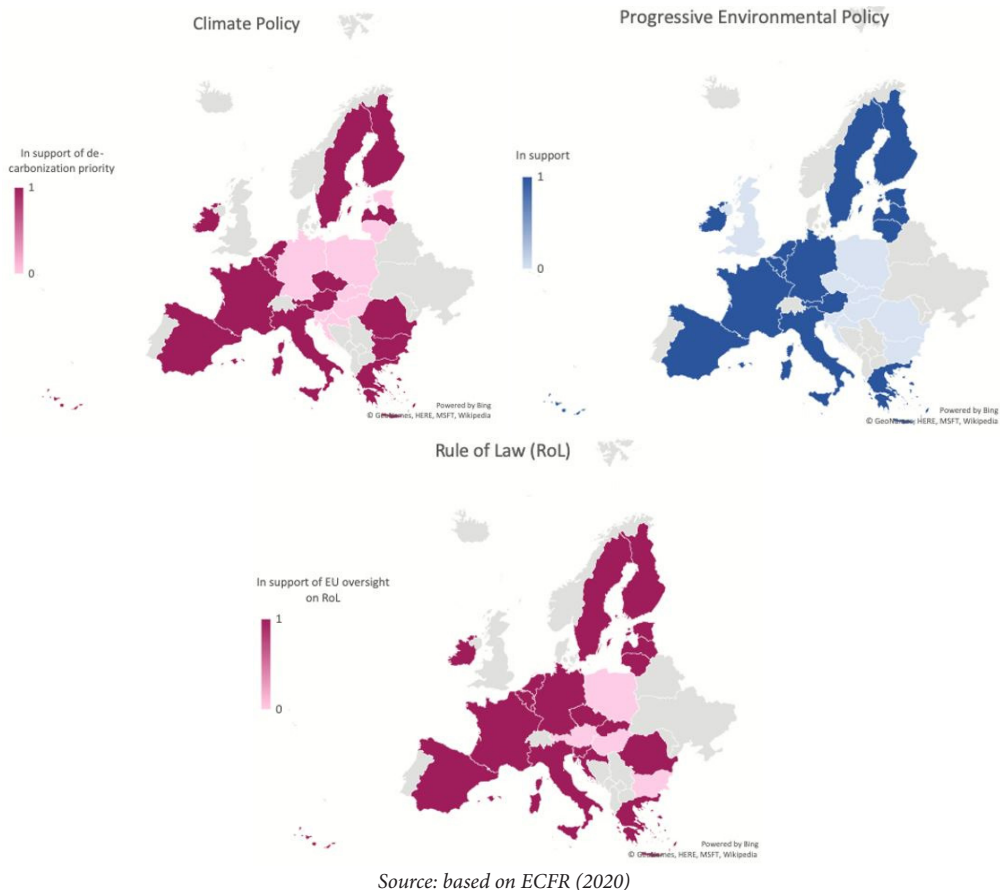 Climate Policy
Progressive Environmental Policy
In support of de-
carbonization priority
1
0
In support
1
0
Powered by Bing
© GeoNames, HERE, MSFT, Wikipedia
Powered by Bing
© GeoNames, HERE, MSFT, Wikipedia
Rule of Law (RoL)
In support of EU oversight
on RoL
1
0
Powered by Bing
© GeoNames, HERE, MSFT, Wikipedia
Source: based on ECFR (2020)